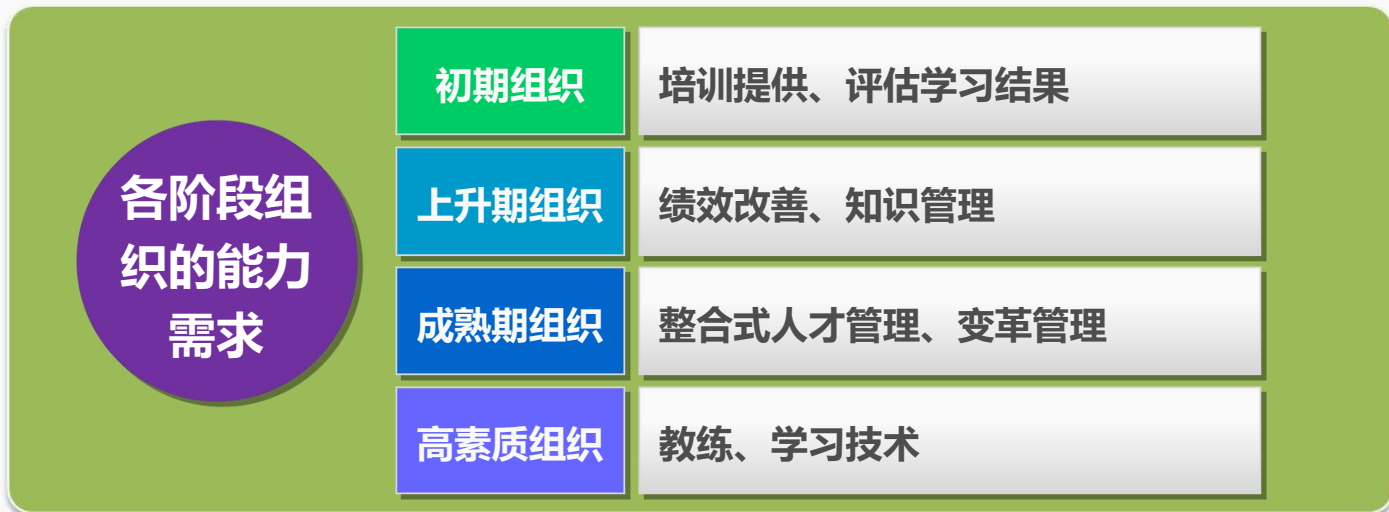 各阶段组
织的能力
需求
初期组织
培训提供、评估学习结果
上升期组织
绩效改善、知识管理
成熟期组织
整合式人才管理、变革管理
高素质组织
教练、学习技术